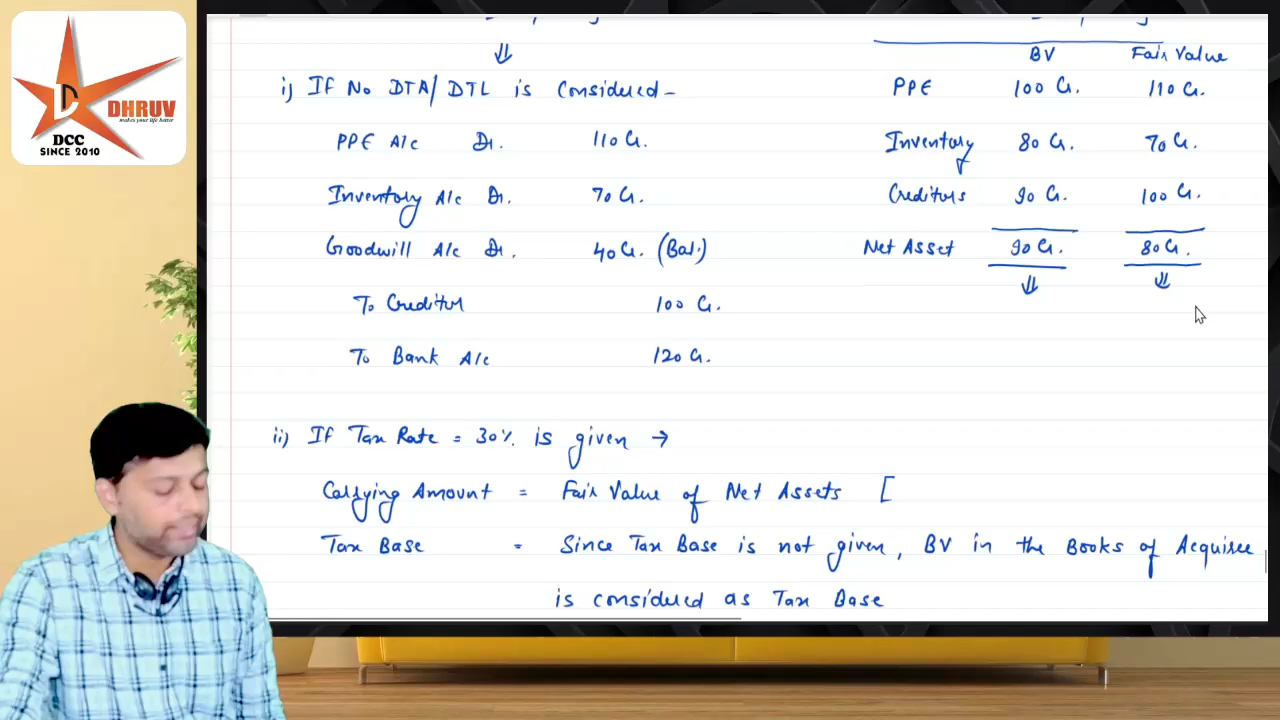 DHRUV
makes your life better
DCC
SINCE 2010
i) If No DTA/DTL is Considered -
PPE A/c Dr. 110 Cr.
Inventory A/c Dr. 70 Cr.
Goodwill A/c Dr. 40 Cr. (Bal.)
To Creditor 100 Cr.
To Bank A/c 120 Cr.
BV Fair Value
PPE 100 Cr. 110 Cr.
Inventory 80 Cr. 70 Cr.
Creditors 90 Cr. 100 Cr.
Net Asset 90 Cr. 80 Cr.
ii) If Tax Rate = 30% is given →
Carrying Amount = Fair Value of Net Assets [
Tax Base = Since Tax Base is not given, BV in the Books of Acquiree
is considered as Tax Base